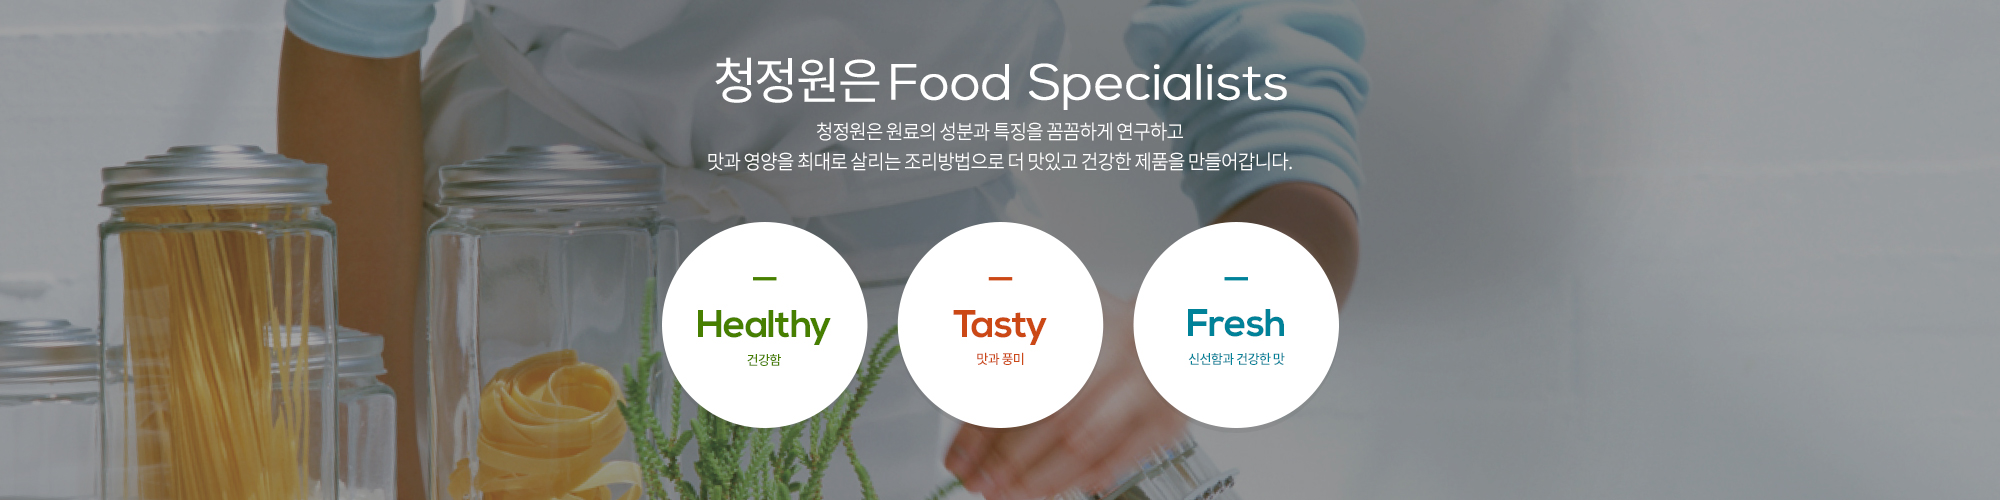 청정원은 Food Specialists
청정원은 원료의 성분과 특징을 꼼꼼하게 연구하고
맛과 영양을 최대로 살리는 조리방법으로 더 맛있고 건강한 제품을 만들어갑니다.
Healthy
건강함
Tasty
맛과 풍미
Fresh
신선함과 건강한 맛